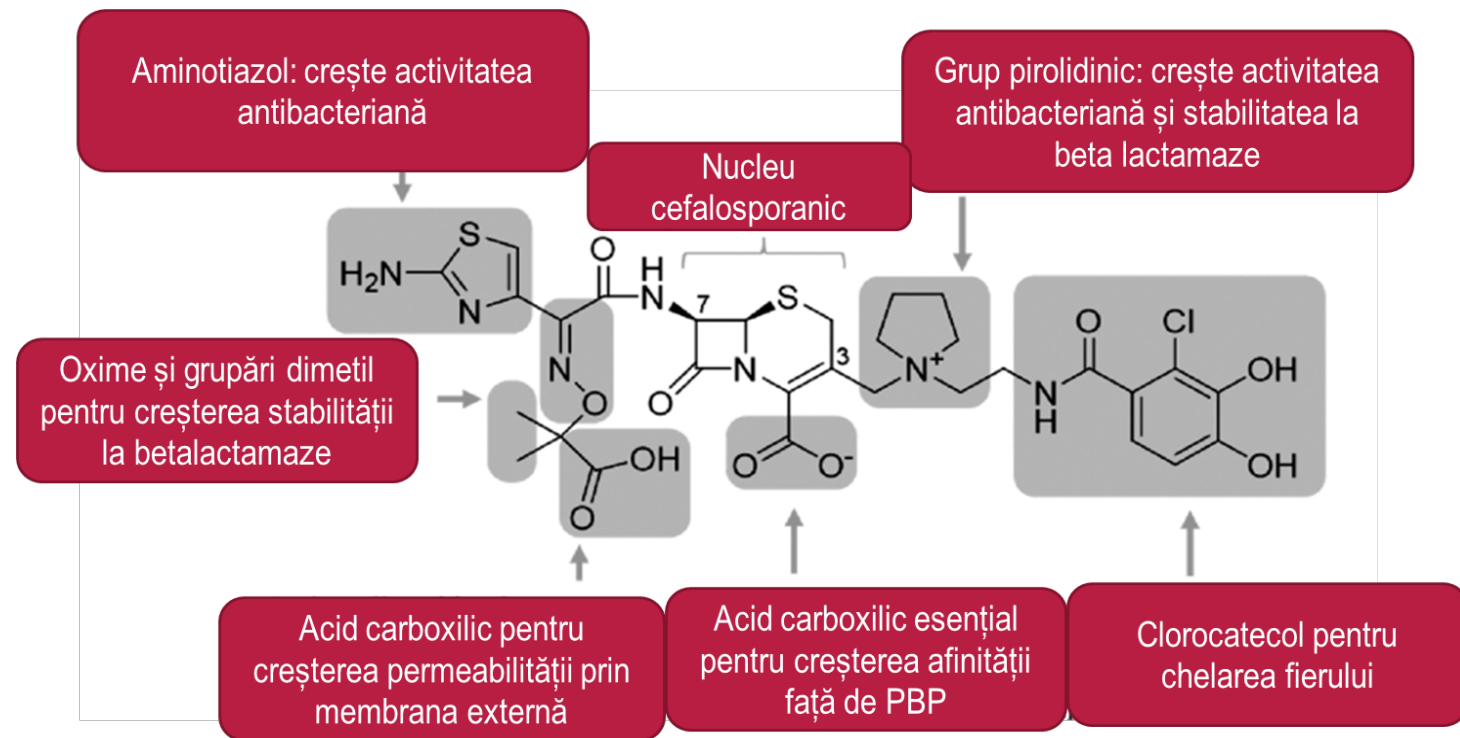 Aminotiazol: crește activitatea
antibacteriană
Grup pirolidinic: crește activitatea
antibacteriană și stabilitatea la
beta lactamaze
Nucleu
cefalosporanic
S
H₂N
N
O
H
N
7
S
3
N
O
N
O
OH
O
O
O⁻
N⁺
O
N
H
Cl
OH
OH
Oxime și grupări dimetil
pentru creșterea stabilității
la betalactamaze
Acid carboxilic pentru
creșterea permeabilității prin
membrana externă
Acid carboxilic esențial
pentru creșterea afinității
față de PBP
Clorocatecol pentru
chelarea fierului